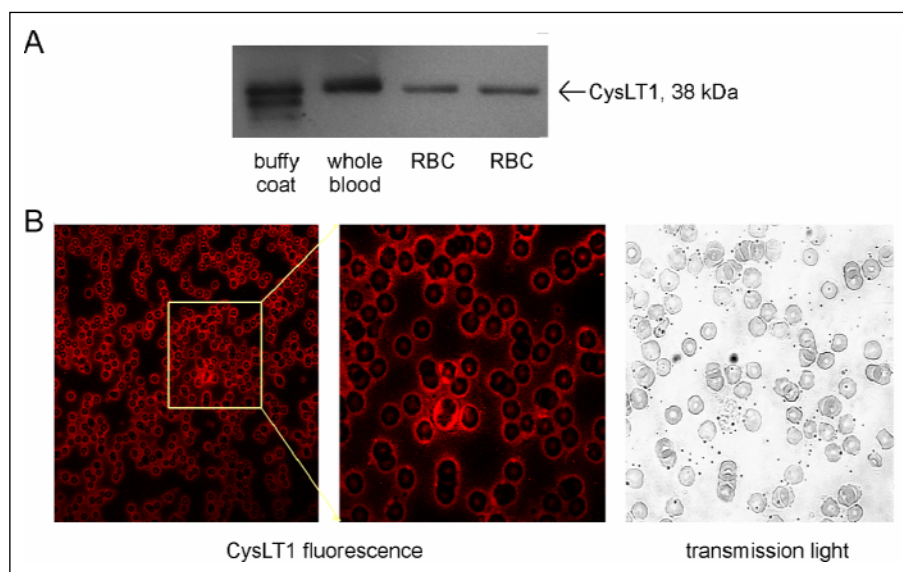 A
← CysLT1, 38 kDa
buffy coat
whole blood
RBC
RBC
B
CysLT1 fluorescence
transmission light